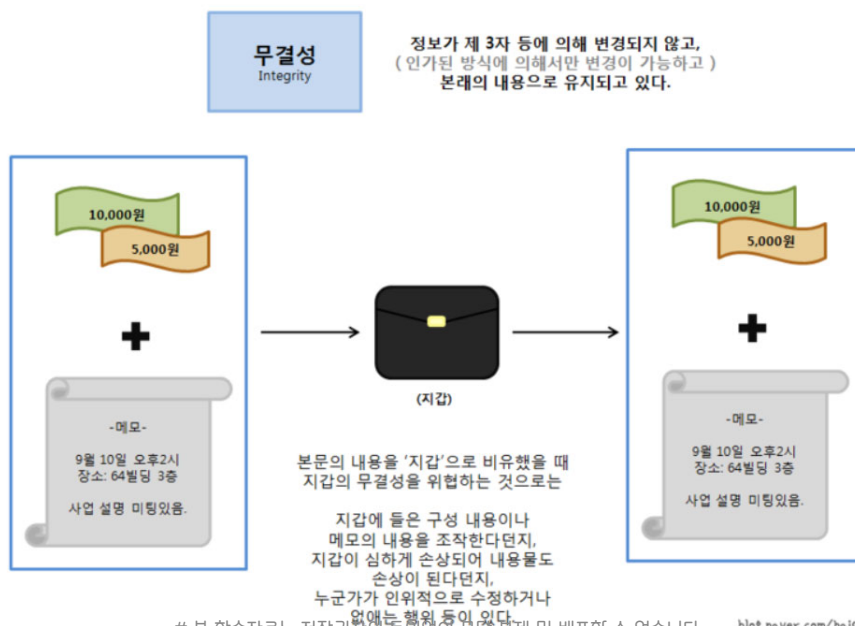 무결성
Integrity
정보가 제 3자 등에 의해 변경되지 않고,
( 인가된 방식에 의해서만 변경이 가능하고 )
본래의 내용으로 유지되고 있다.
10,000원
5,000원
-메모-
9월 10일 오후2시
장소: 64빌딩 3층
사업 설명 미팅있음.
(지갑)
본문의 내용을 '지갑'으로 비유했을 때
지갑의 무결성을 위협하는 것으로는
지갑에 들은 구성 내용이나
메모의 내용을 조작한다던지,
지갑이 심하게 손상되어 내용물도
손상이 된다던지,
누군가가 인위적으로 수정하거나
없애는 행위 등이 있다.
10,000원
5,000원
-메모-
9월 10일 오후2시
장소: 64빌딩 3층
사업 설명 미팅있음.
및 배포할 수 없습니다